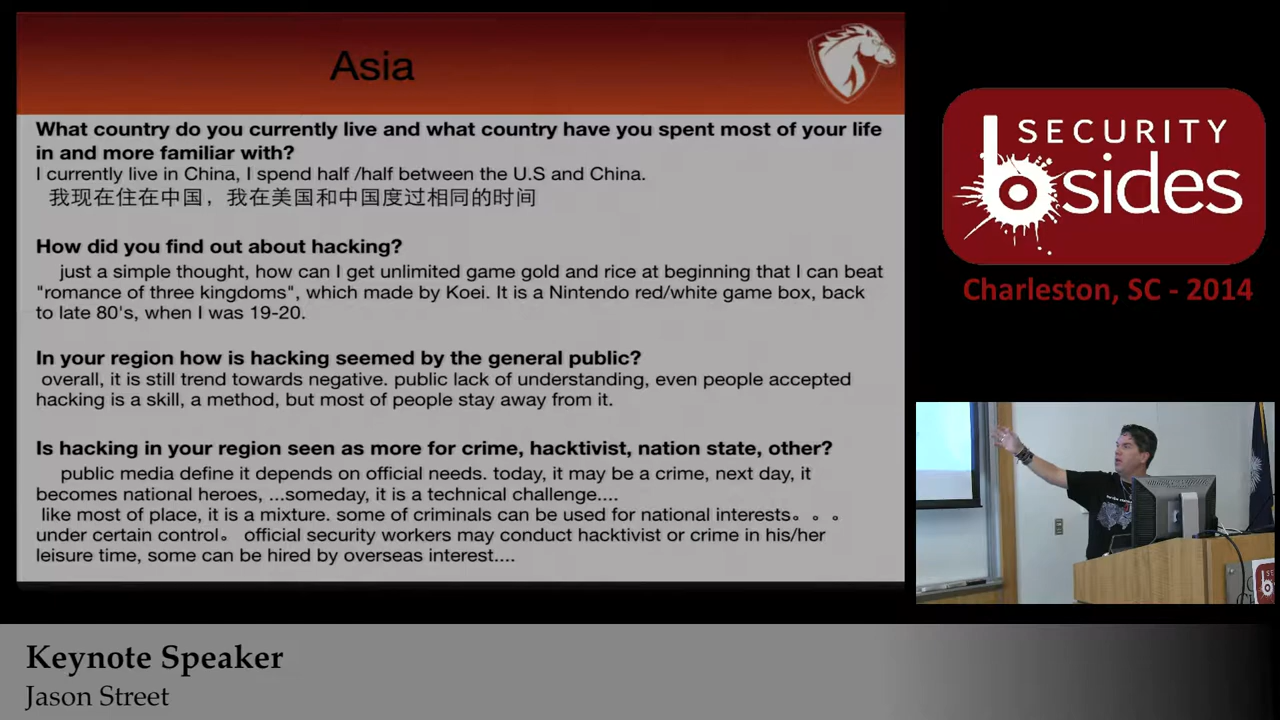 Asia
What country do you currently live and what country have you spent most of your life
in and more familiar with?
I currently live in China, I spend half /half between the U.S and China.
我现在住在中国，我在美国和中国度过相同的时间
How did you find out about hacking?
just a simple thought, how can I get unlimited game gold and rice at beginning that I can beat
"romance of three kingdoms", which made by Koei. It is a Nintendo red/white game box, back
to late 80's, when I was 19-20.
In your region how is hacking seemed by the general public?
overall, it is still trend towards negative. public lack of understanding, even people accepted
hacking is a skill, a method, but most of people stay away from it.
Is hacking in your region seen as more for crime, hacktivist, nation state, other?
public media define it depends on official needs. today, it may be a crime, next day, it
becomes national heroes, ...someday, it is a technical challenge....
like most of place, it is a mixture. some of criminals can be used for national interests。。。
under certain control。 official security workers may conduct hacktivist or crime in his/her
leisure time, some can be hired by overseas interest....
SECURITY
bsides
Charleston, SC - 2014
Keynote Speaker
Jason Street